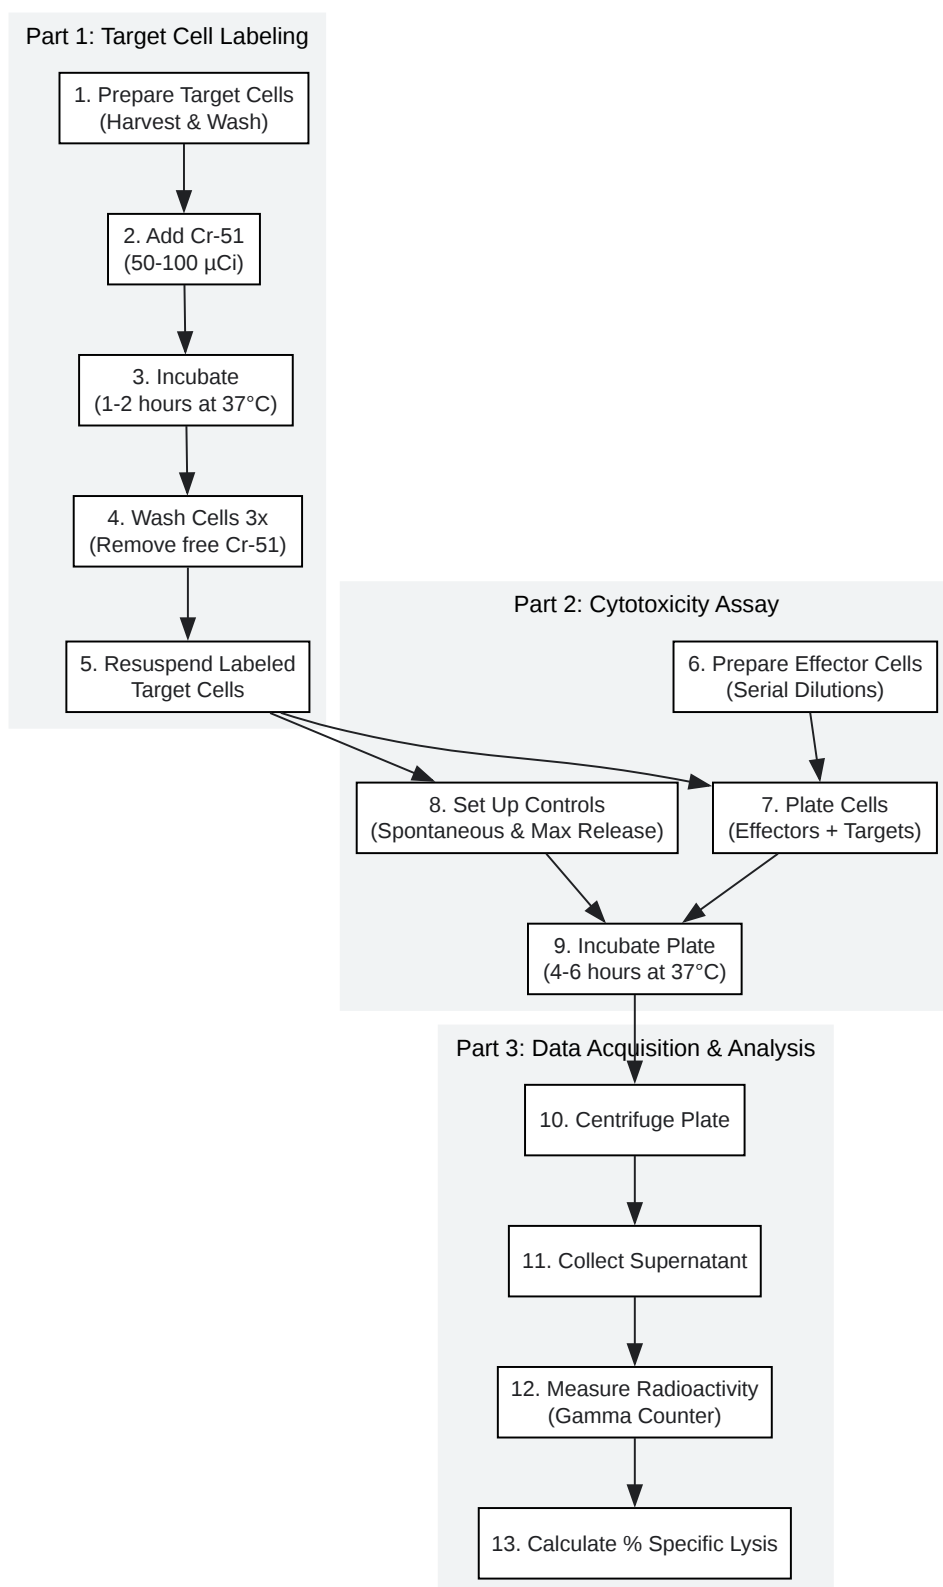 Part 1: Target Cell Labeling
1. Prepare Target Cells
(Harvest & Wash)
2. Add Cr-51
(50-100 µCi)
3. Incubate
(1-2 hours at 37°C)
4. Wash Cells 3x
(Remove free Cr-51)
5. Resuspend Labeled
Target Cells
Part 2: Cytotoxicity Assay
6. Prepare Effector Cells
(Serial Dilutions)
8. Set Up Controls
(Spontaneous & Max Release)
7. Plate Cells
(Effectors + Targets)
9. Incubate Plate
(4-6 hours at 37°C)
Part 3: Data Acquisition & Analysis
10. Centrifuge Plate
11. Collect Supernatant
12. Measure Radioactivity
(Gamma Counter)
13. Calculate % Specific Lysis